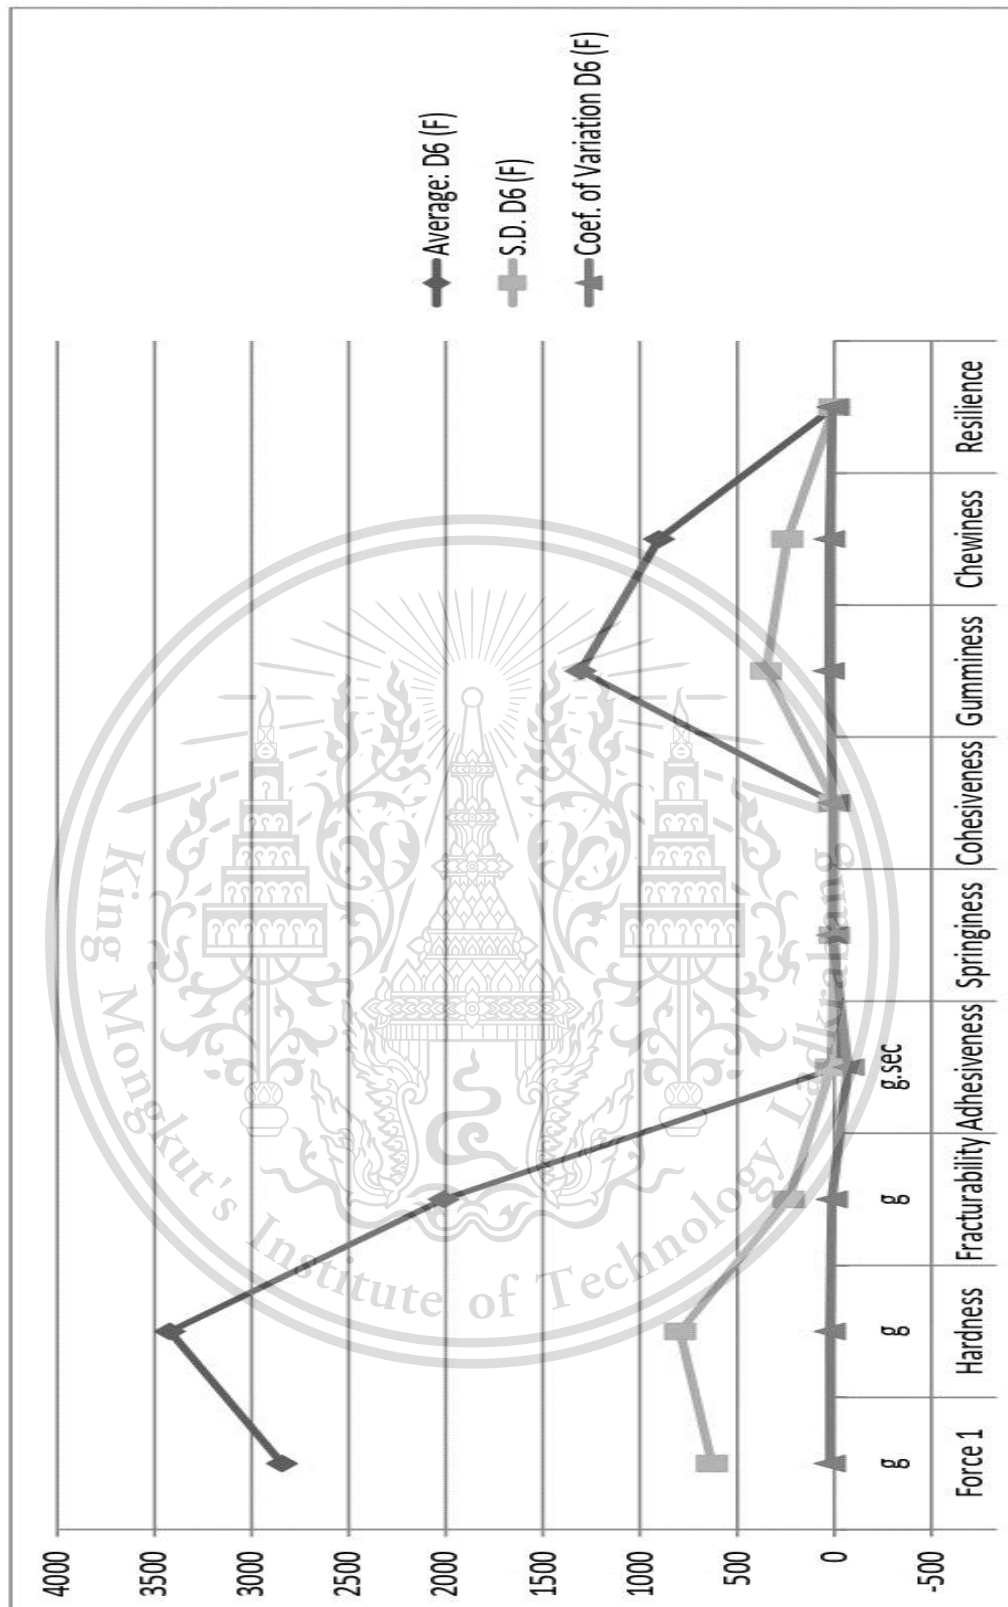 4000
3500
3000
2500
2000
1500
1000
500
0
-500
g
g
g
g.sec
Force 1
Hardness
Fracturability
Adhesiveness
Springiness
Cohesiveness
Gumminess
Chewiness
Resilience
Average: D6 (F)
S.D. D6 (F)
Coef. of Variation D6 (F)
King Mongkut's Institute of Technology Ladkrabang